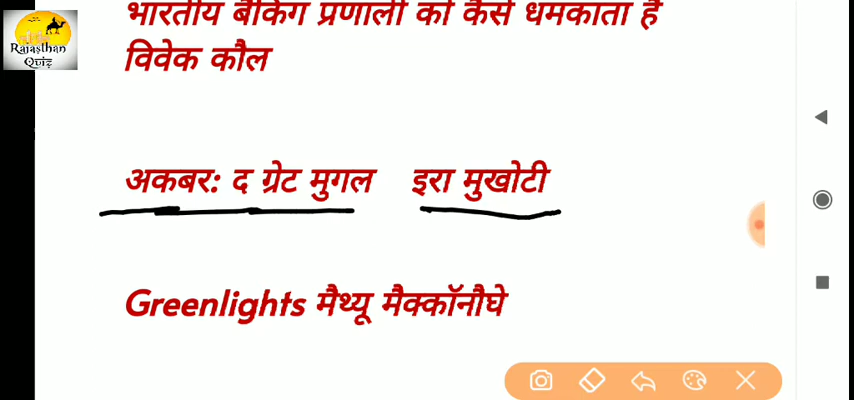 भारतीय बैंकिंग प्रणाली को कैसे धमकाता है
विवेक कौल
Rajasthan
Quiz
अकबर: द ग्रेट मुगल इरा मुखोटी
Greenlights मैथ्यू मैक्कॉनौघे